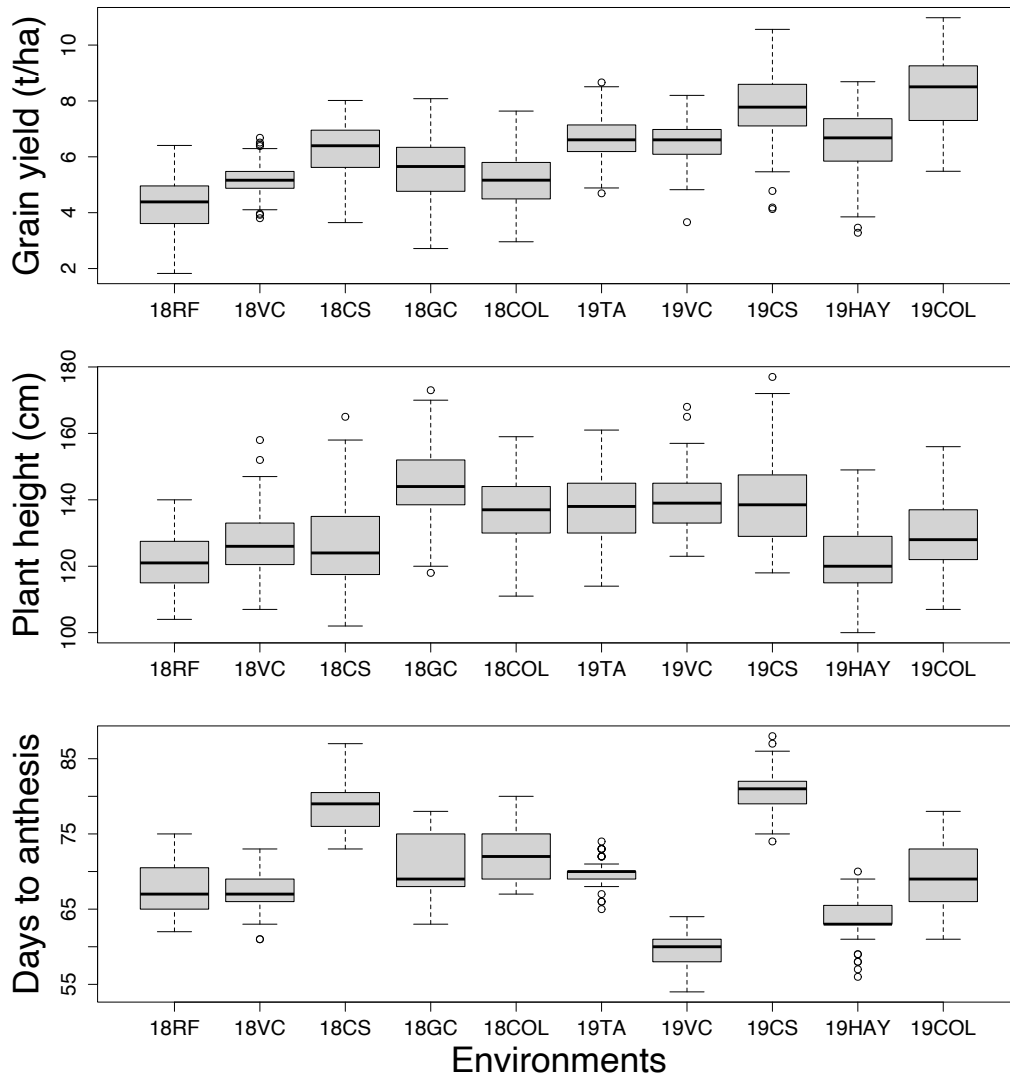 Grain yield (t/ha)
10
8
6
4
2
18RF 18VC 18CS 18GC 18COL 19TA 19VC 19CS 19HAY 19COL
Plant height (cm)
180
160
140
120
100
18RF 18VC 18CS 18GC 18COL 19TA 19VC 19CS 19HAY 19COL
Days to anthesis
85
75
65
55
18RF 18VC 18CS 18GC 18COL 19TA 19VC 19CS 19HAY 19COL
Environments